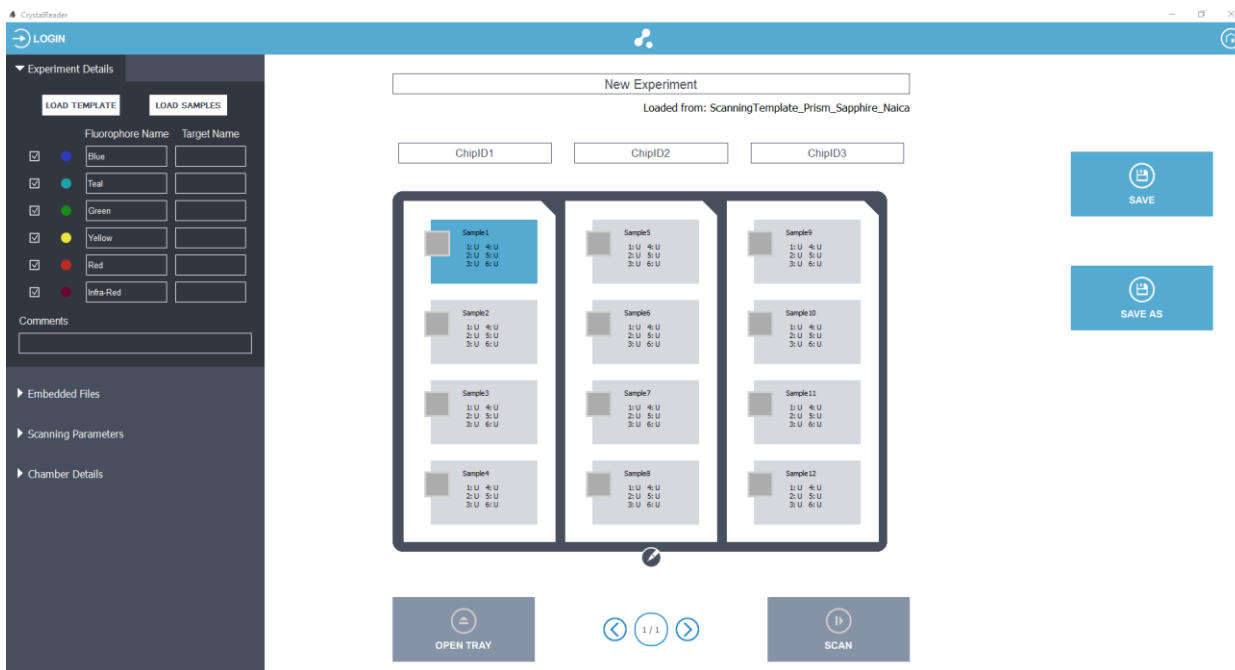 CrystalReader
LOGIN
Experiment Details
LOAD TEMPLATE LOAD SAMPLES
Fluorophore Name Target Name
Blue
Teal
Green
Yellow
Red
Infra-Red
Comments
Embedded Files
Scanning Parameters
Chamber Details
New Experiment
Loaded from: ScanningTemplate_Prism_Sapphire_Naica
ChipID1 ChipID2 ChipID3
Sample1
1: U 4: U
2: U 5: U
3: U 6: U
Sample2
1: U 4: U
2: U 5: U
3: U 6: U
Sample3
1: U 4: U
2: U 5: U
3: U 6: U
Sample4
1: U 4: U
2: U 5: U
3: U 6: U
Sample5
1: U 4: U
2: U 5: U
3: U 6: U
Sample6
1: U 4: U
2: U 5: U
3: U 6: U
Sample7
1: U 4: U
2: U 5: U
3: U 6: U
Sample8
1: U 4: U
2: U 5: U
3: U 6: U
Sample9
1: U 4: U
2: U 5: U
3: U 6: U
Sample10
1: U 4: U
2: U 5: U
3: U 6: U
Sample11
1: U 4: U
2: U 5: U
3: U 6: U
Sample12
1: U 4: U
2: U 5: U
3: U 6: U
OPEN TRAY
1 / 1
SCAN
SAVE
SAVE AS